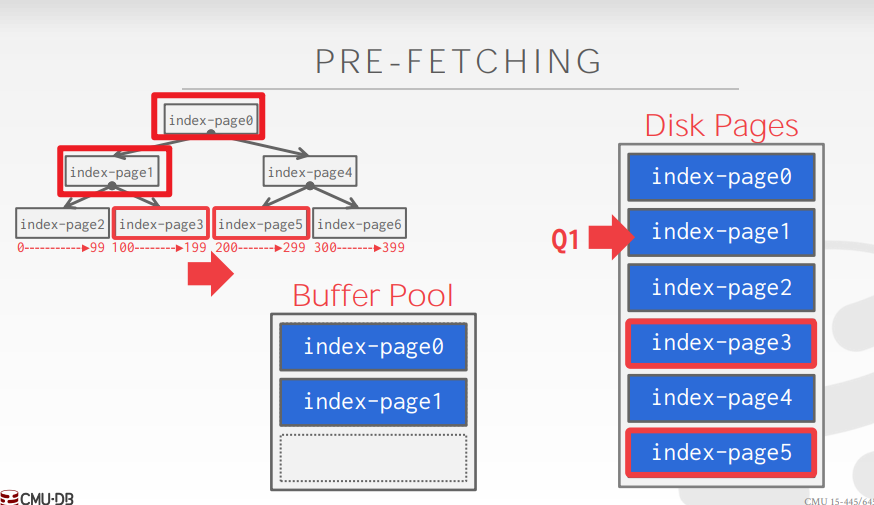 PRE-FETCHING
index-page0
index-page1
index-page4
index-page2
index-page3
index-page5
index-page6
0----------▶99
100------▶199
200------▶299
300------▶399
Buffer Pool
index-page0
index-page1
Disk Pages
index-page0
Q1
index-page1
index-page2
index-page3
index-page4
index-page5
CMU·DB
CMU 15-445/645